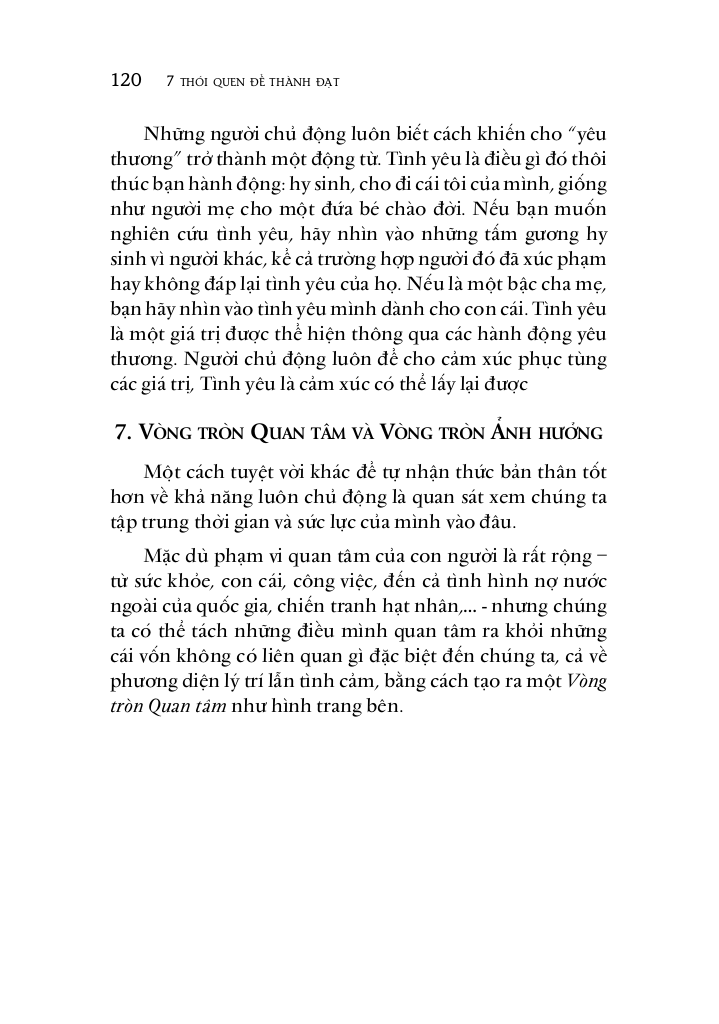 120 7 THÓI QUEN ĐỂ THÀNH ĐẠT
Những người chủ động luôn biết cách khiến cho “yêu
thương” trở thành một động từ. Tình yêu là điều gì đó thôi
thúc bạn hành động: hy sinh, cho đi cái tôi của mình, giống
như người mẹ cho một đứa bé chào đời. Nếu bạn muốn
nghiên cứu tình yêu, hãy nhìn vào những tấm gương hy
sinh vì người khác, kể cả trường hợp người đó đã xúc phạm
hay không đáp lại tình yêu của họ. Nếu là một bậc cha mẹ,
bạn hãy nhìn vào tình yêu mình dành cho con cái. Tình yêu
là một giá trị được thể hiện thông qua các hành động yêu
thương. Người chủ động luôn để cho cảm xúc phục tùng
các giá trị, Tình yêu là cảm xúc có thể lấy lại được
7. VÒNG TRÒN QUAN TÂM VÀ VÒNG TRÒN ẢNH HƯỞNG
Một cách tuyệt vời khác để tự nhận thức bản thân tốt
hơn về khả năng luôn chủ động là quan sát xem chúng ta
tập trung thời gian và sức lực của mình vào đâu.
Mặc dù phạm vi quan tâm của con người là rất rộng –
từ sức khỏe, con cái, công việc, đến cả tình hình nợ nước
ngoài của quốc gia, chiến tranh hạt nhân,... - nhưng chúng
ta có thể tách những điều mình quan tâm ra khỏi những
cái vốn không có liên quan gì đặc biệt đến chúng ta, cả về
phương diện lý trí lẫn tình cảm, bằng cách tạo ra một Vòng
tròn Quan tâm như hình trang bên.